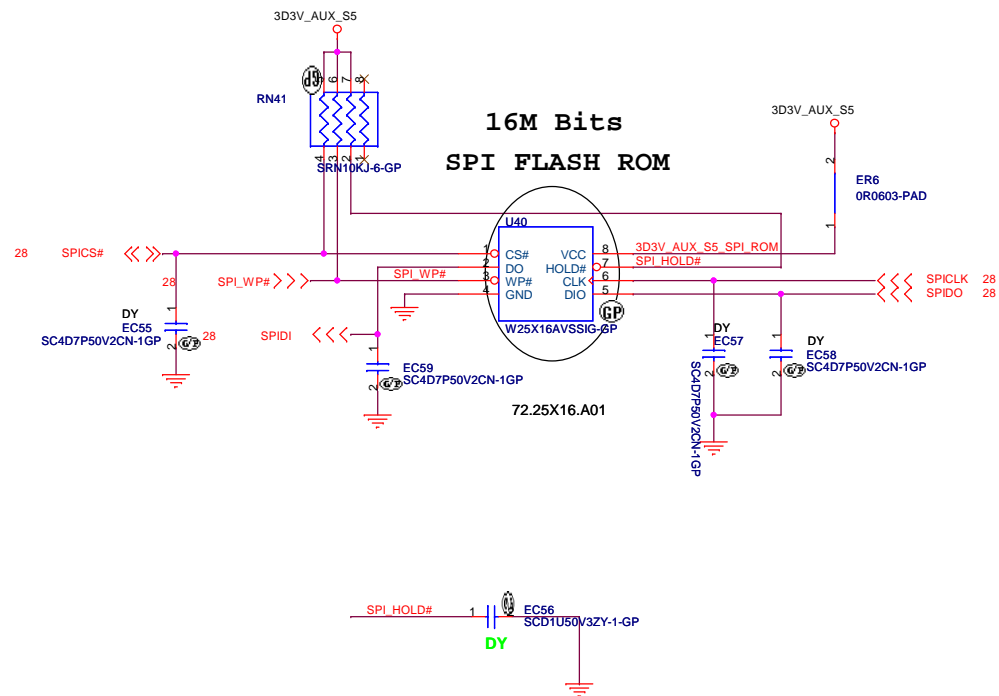 3D3V_AUX_S5
GP
5 6 7 8
RN41
4 3 2 1
SRN10KJ-6-GP
16M Bits
SPI FLASH ROM
3D3V_AUX_S5
2
ER6
0R0603-PAD
1
U40
28 SPICS#
1 CS# VCC 8 3D3V_AUX_S5_SPI_ROM
2 DO HOLD# 7 SPI_HOLD#
28 SPI_WP# SPI_WP# 3 WP# CLK 6 SPICLK 28
4 GND DIO 5 SPIDO 28
GP
W25X16AVSSIG-GP
DY
1
EC55
SC4D7P50V2CN-1GP
2 G/P
28 SPIDI
1
EC59
SC4D7P50V2CN-1GP
2 G/P
72.25X16.A01
DY
1
EC57
SC4D7P50V2CN-1GP
2 G/P
DY
1
EC58
SC4D7P50V2CN-1GP
2 G/P
SPI_HOLD# 1 2 EC56
SCD1U50V3ZY-1-GP
DY